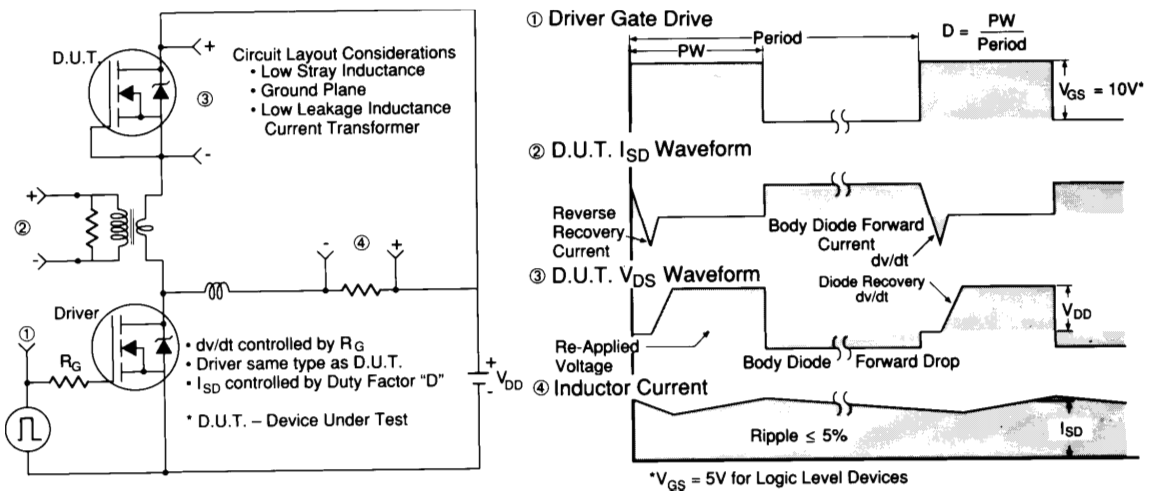 D.U.T.
+
③
-
Circuit Layout Considerations
• Low Stray Inductance
• Ground Plane
• Low Leakage Inductance
Current Transformer
+
②
-
④
- +
Driver
①
R_G
• dv/dt controlled by R_G
• Driver same type as D.U.T.
• I_SD controlled by Duty Factor "D"
* D.U.T. – Device Under Test
+
V_DD
-
① Driver Gate Drive
Period
PW
D = PW / Period
V_GS = 10V*
② D.U.T. I_SD Waveform
Reverse
Recovery
Current
Body Diode Forward
Current
dv/dt
③ D.U.T. V_DS Waveform
Diode Recovery
dv/dt
V_DD
Re-Applied
Voltage
Body Diode Forward Drop
④ Inductor Current
Ripple ≤ 5%
I_SD
*V_GS = 5V for Logic Level Devices